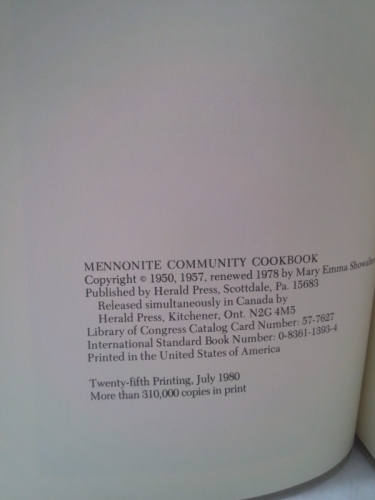 MENNONITE COMMUNITY COOKBOOK
Copyright © 1950, 1957, renewed 1978 by Mary Emma Showalter
Published by Herald Press, Scottdale, Pa. 15683
Released simultaneously in Canada by
Herald Press, Kitchener, Ont. N2G 4M5
Library of Congress Catalog Card Number: 57-7627
International Standard Book Number: 0-8361-1393-4
Printed in the United States of America
Twenty-fifth Printing, July 1980
More than 310,000 copies in print